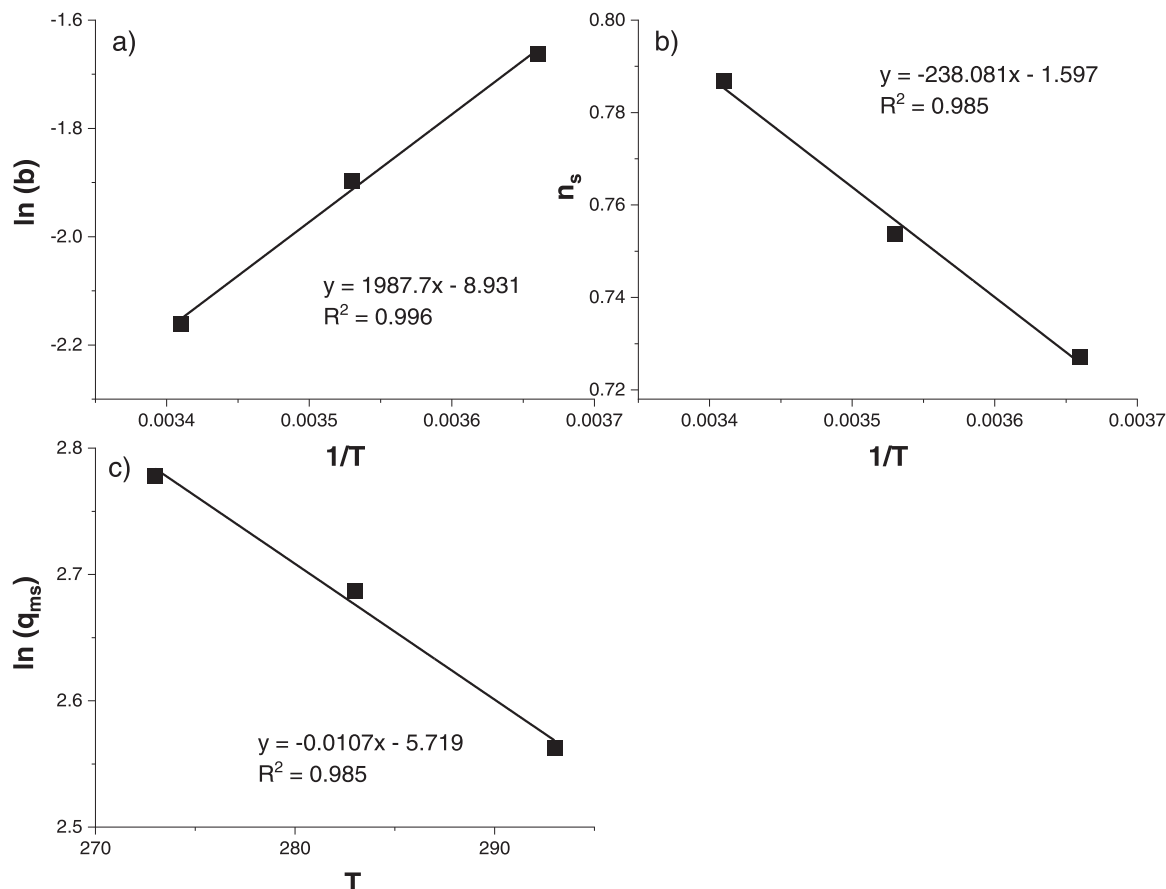 a)
-1.6
-1.8
-2.0
-2.2
ln (b)
y = 1987.7x - 8.931
R² = 0.996
0.0034
0.0035
0.0036
0.0037
1/T
b)
0.80
0.78
0.76
0.74
0.72
nₛ
y = -238.081x - 1.597
R² = 0.985
0.0034
0.0035
0.0036
0.0037
1/T
c)
2.8
2.7
2.6
2.5
ln (qₘₛ)
y = -0.0107x - 5.719
R² = 0.985
270
280
290
T